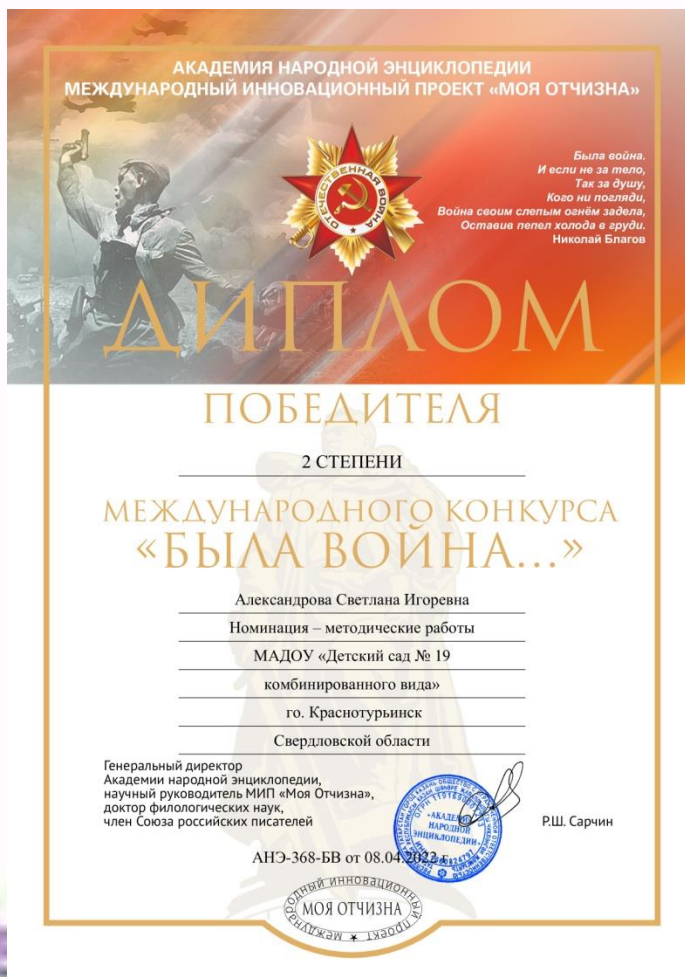 АКАДЕМИЯ НАРОДНОЙ ЭНЦИКЛОПЕДИИ
МЕЖДУНАРОДНЫЙ ИННОВАЦИОННЫЙ ПРОЕКТ «МОЯ ОТЧИЗНА»
ОТЕЧЕСТВЕННАЯ ВОЙНА
Была война.
И если не за тело,
Так за душу,
Кого ни погляди,
Война своим слепым огнём задела,
Оставив пепел холода в груди.
Николай Благов
ДИПЛОМ
ПОБЕДИТЕЛЯ
2 СТЕПЕНИ
МЕЖДУНАРОДНОГО КОНКУРСА
«БЫЛА ВОЙНА...»
Александрова Светлана Игоревна
Номинация – методические работы
МАДОУ «Детский сад № 19
комбинированного вида»
го. Краснотурьинск
Свердловской области
Генеральный директор
Академии народной энциклопедии,
научный руководитель МИП «Моя Отчизна»,
доктор филологических наук,
член Союза российских писателей
Р.Ш. Сарчин
«АКАДЕМИЯ
НАРОДНОЙ
ЭНЦИКЛОПЕДИИ»
АНЭ-368-БВ от 08.04.2022 г.
МЕЖДУНАРОДНЫЙ ИННОВАЦИОННЫЙ ПРОЕКТ
МОЯ ОТЧИЗНА